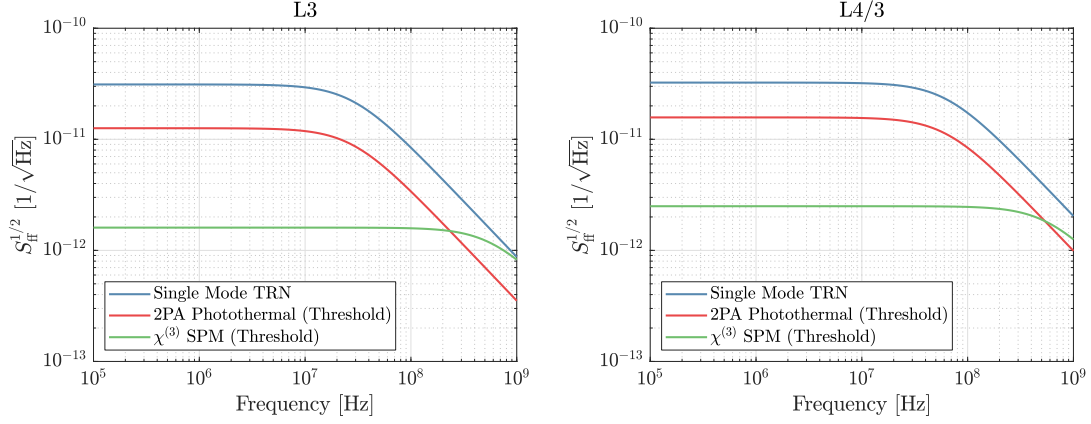 L3
10^-10
10^-11
10^-12
10^-13
S_ff^1/2 [1/√Hz]
Single Mode TRN
2PA Photothermal (Threshold)
χ^(3) SPM (Threshold)
10^5 10^6 10^7 10^8 10^9
Frequency [Hz]
L4/3
10^-10
10^-11
10^-12
10^-13
S_ff^1/2 [1/√Hz]
Single Mode TRN
2PA Photothermal (Threshold)
χ^(3) SPM (Threshold)
10^5 10^6 10^7 10^8 10^9
Frequency [Hz]